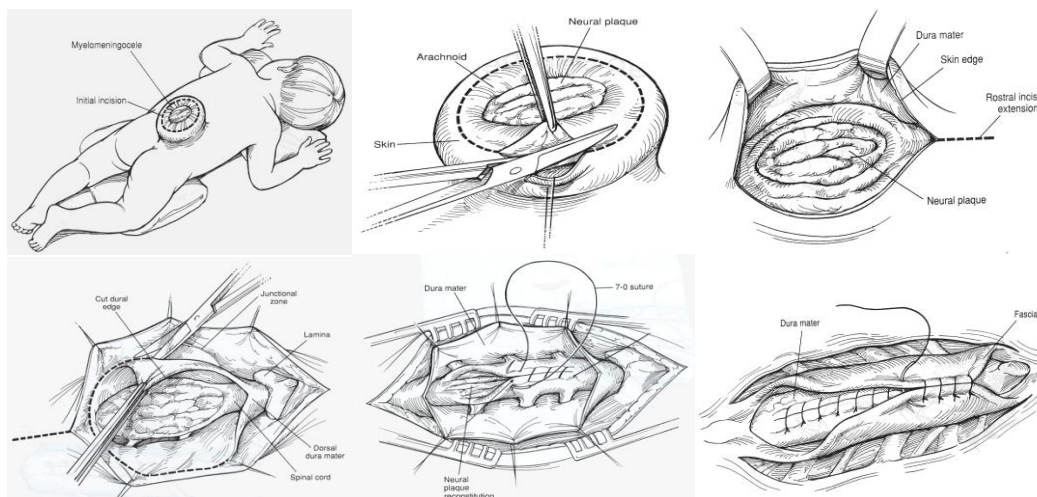 Myelomeningocele
Initial incision
Neural plaque
Arachnoid
Skin
Dura mater
Skin edge
Rostral incis
extension
Neural plaque
Cut dural
edge
Junctional
zone
Lamina
Dorsal
dura mater
Spinal cord
Dura mater
7-0 suture
Neural
plaque
reconstitution
Dura mater
Fascia